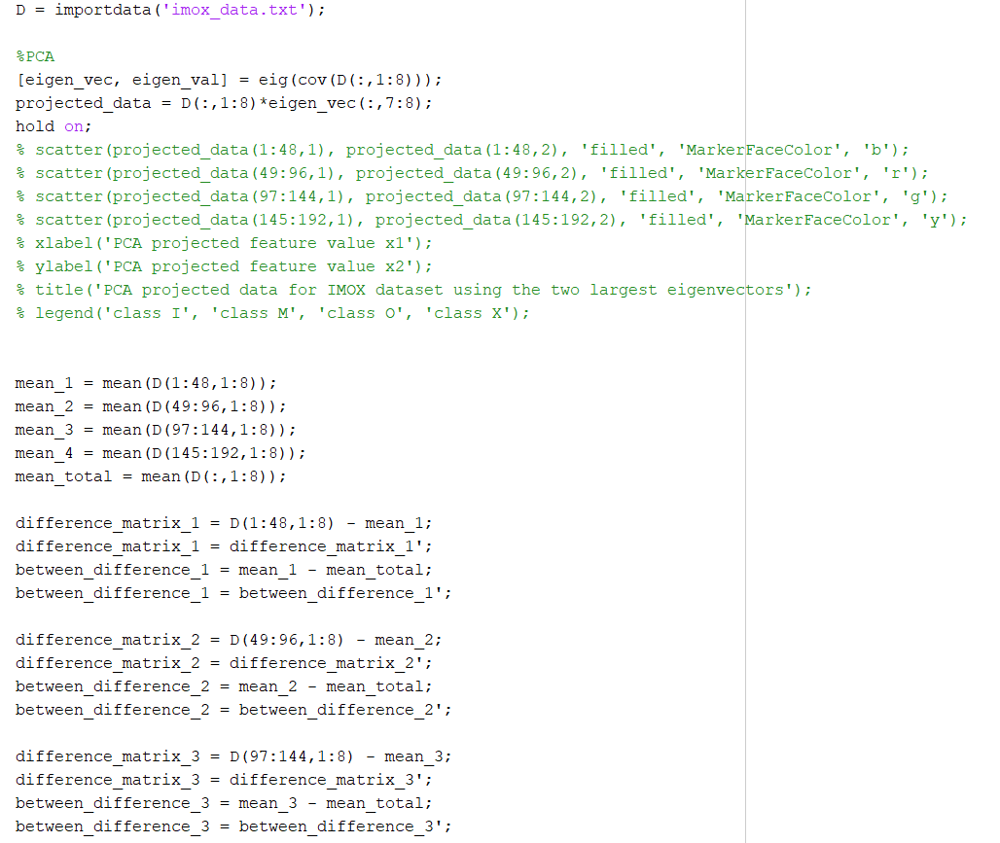 D = importdata('imox_data.txt');
%PCA
[eigen_vec, eigen_val] = eig(cov(D(:,1:8)));
projected_data = D(:,1:8)*eigen_vec(:,7:8);
hold on;
% scatter(projected_data(1:48,1), projected_data(1:48,2), 'filled', 'MarkerFaceColor', 'b');
% scatter(projected_data(49:96,1), projected_data(49:96,2), 'filled', 'MarkerFaceColor', 'r');
% scatter(projected_data(97:144,1), projected_data(97:144,2), 'filled', 'MarkerFaceColor', 'g');
% scatter(projected_data(145:192,1), projected_data(145:192,2), 'filled', 'MarkerFaceColor', 'y');
% xlabel('PCA projected feature value x1');
% ylabel('PCA projected feature value x2');
% title('PCA projected data for IMOX dataset using the two largest eigenvectors');
% legend('class I', 'class M', 'class O', 'class X');
mean_1 = mean(D(1:48,1:8));
mean_2 = mean(D(49:96,1:8));
mean_3 = mean(D(97:144,1:8));
mean_4 = mean(D(145:192,1:8));
mean_total = mean(D(:,1:8));
difference_matrix_1 = D(1:48,1:8) - mean_1;
difference_matrix_1 = difference_matrix_1';
between_difference_1 = mean_1 - mean_total;
between_difference_1 = between_difference_1';
difference_matrix_2 = D(49:96,1:8) - mean_2;
difference_matrix_2 = difference_matrix_2';
between_difference_2 = mean_2 - mean_total;
between_difference_2 = between_difference_2';
difference_matrix_3 = D(97:144,1:8) - mean_3;
difference_matrix_3 = difference_matrix_3';
between_difference_3 = mean_3 - mean_total;
between_difference_3 = between_difference_3';